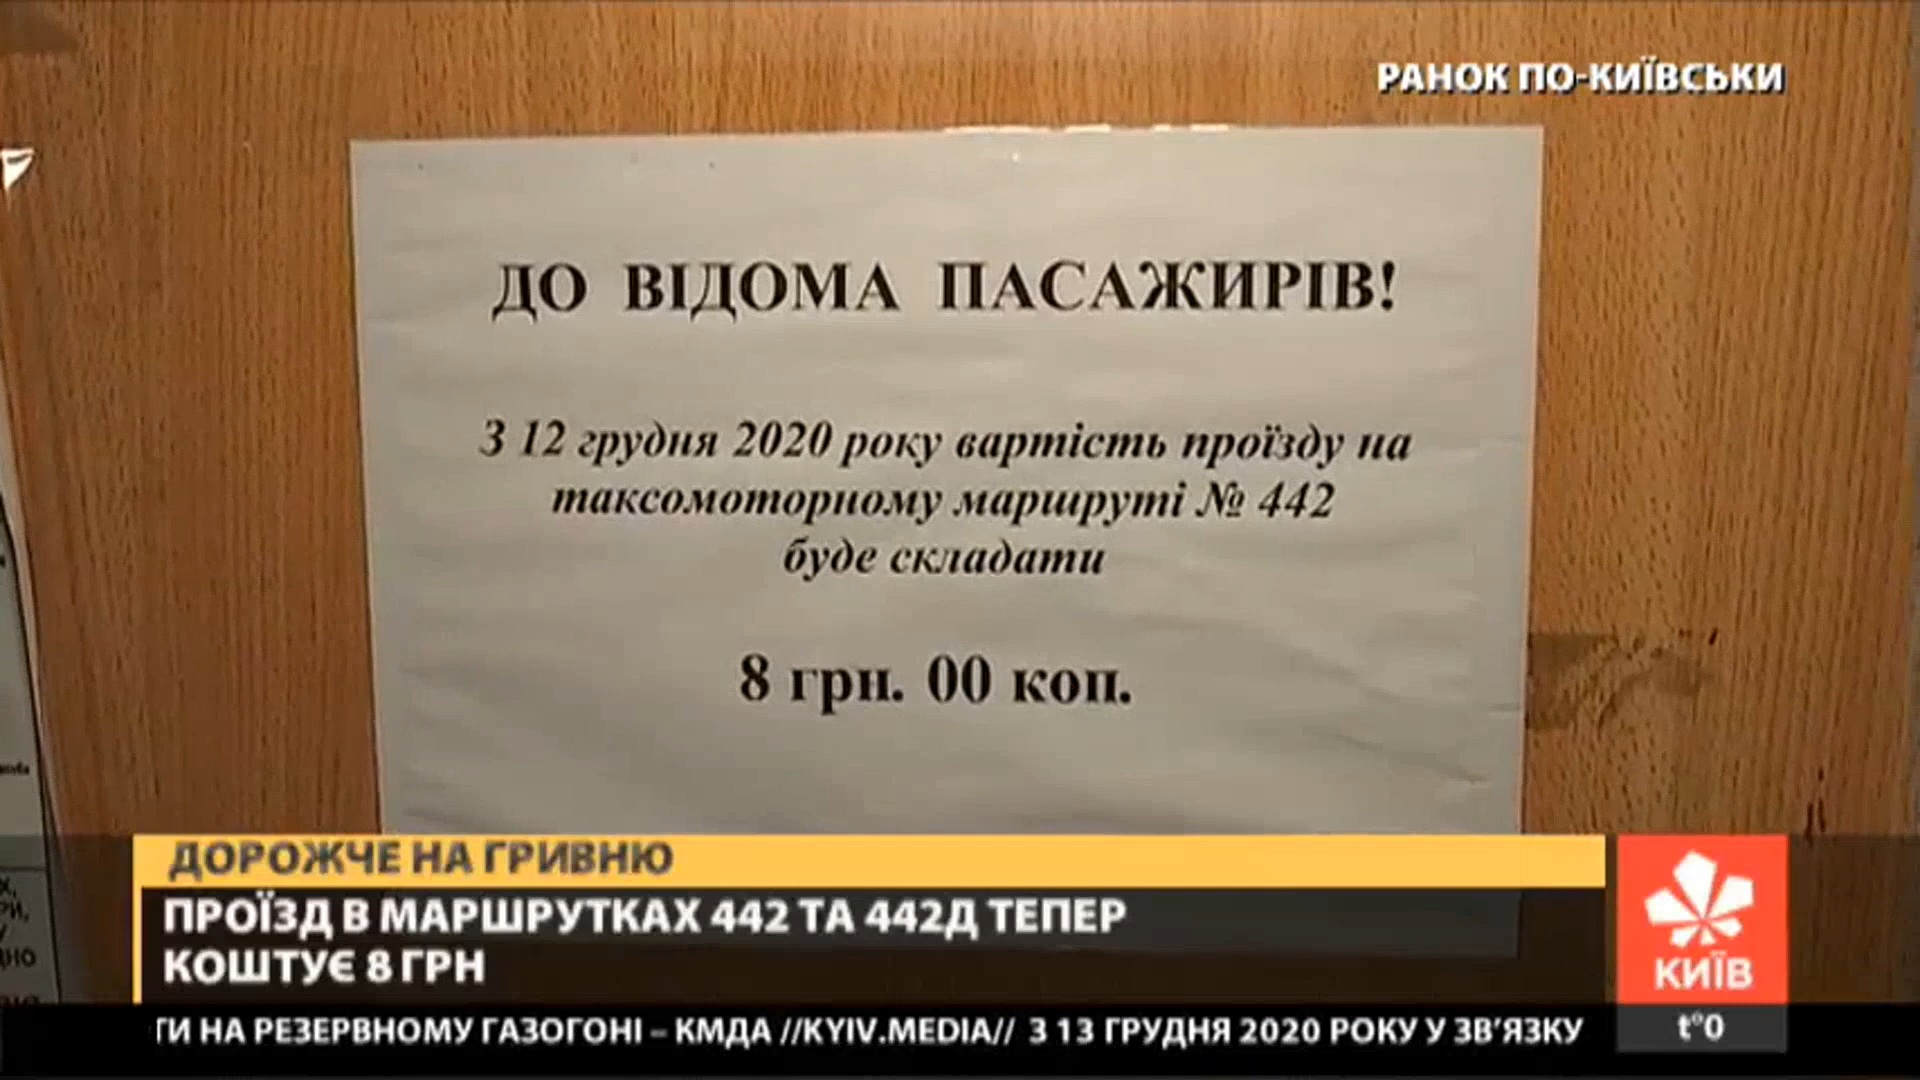 РАНОК ПО-КИЇВСЬКИ
ДО ВІДОМА ПАСАЖИРІВ!
З 12 грудня 2020 року вартість проїзду на
таксомоторному маршруті № 442
буде складати
8 грн. 00 коп.
ДОРОЖЧЕ НА ГРИВНЮ
ПРОЇЗД В МАРШРУТКАХ 442 ТА 442Д ТЕПЕР
КОШТУЄ 8 ГРН
КИЇВ
ТИ НА РЕЗЕРВНОМУ ГАЗОГОНІ – КМДА //KYIV.MEDIA// З 13 ГРУДНЯ 2020 РОКУ У ЗВ’ЯЗКУ
t°0